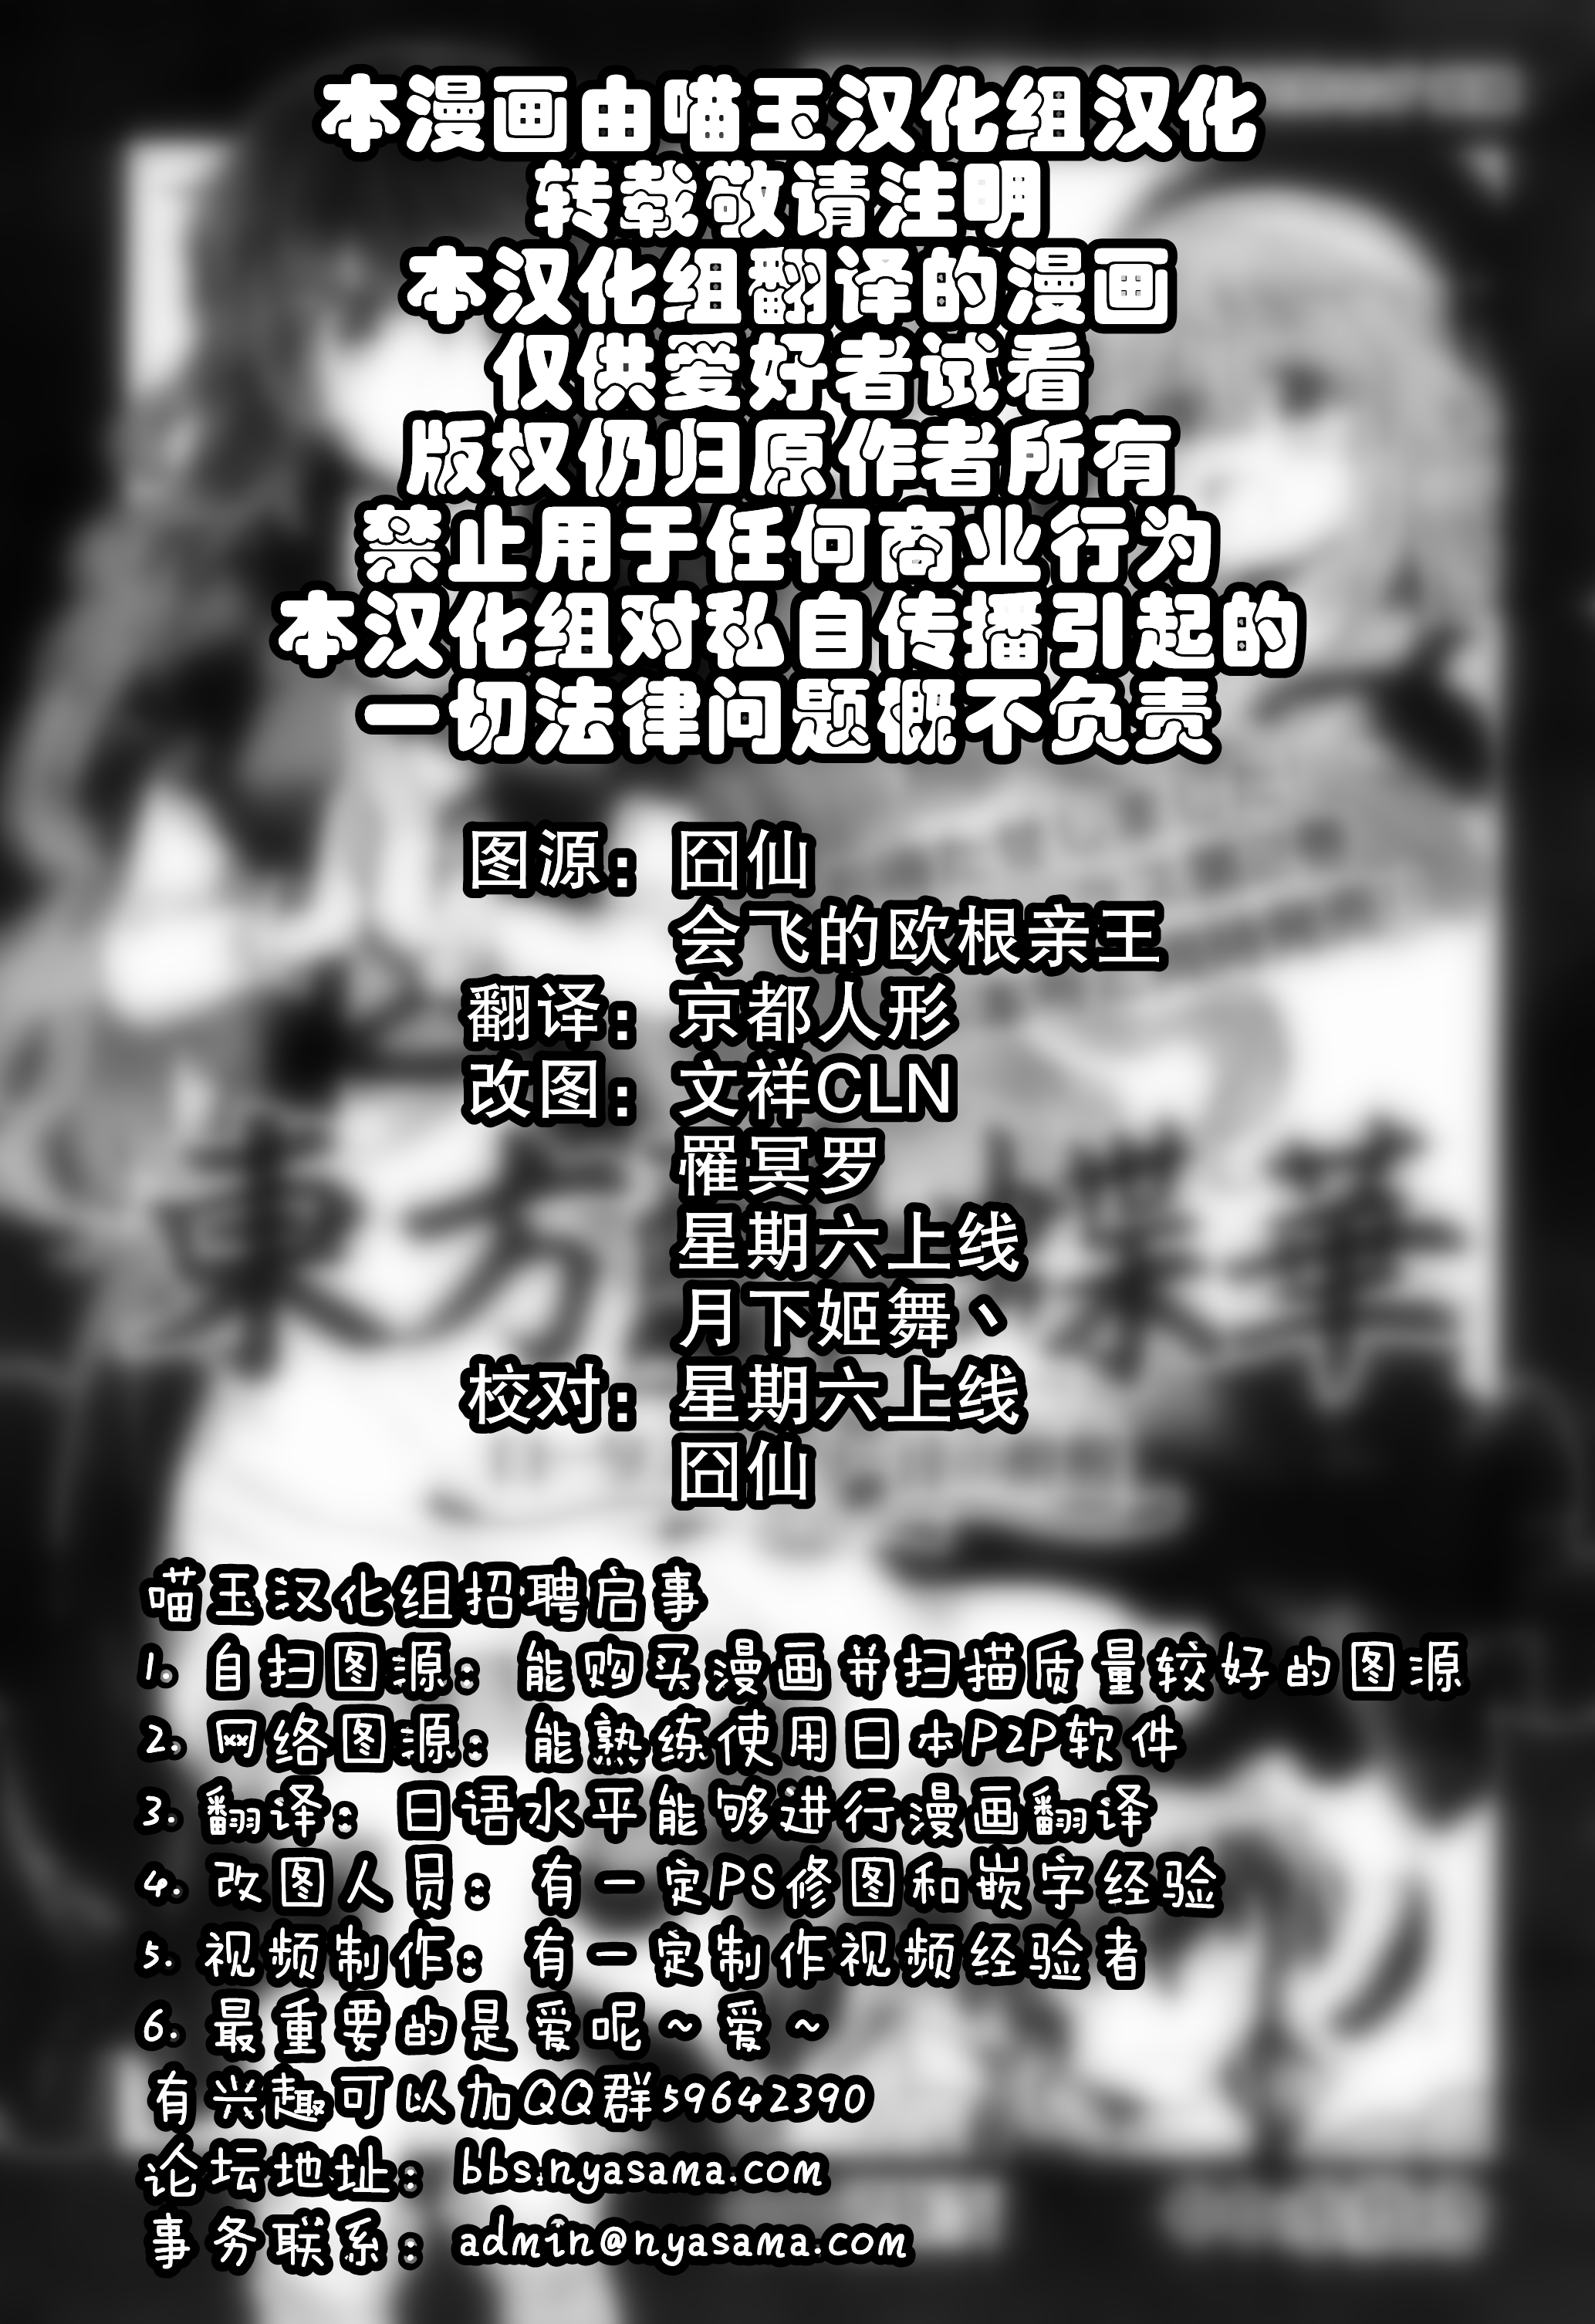 本漫画由喵玉汉化组汉化
转载敬请注明
本汉化组翻译的漫画
仅供爱好者试看
版权仍归原作者所有
禁止用于任何商业行为
本汉化组对私自传播引起的
一切法律问题概不负责
图源：囧仙
会飞的欧根亲王
翻译：京都人形
改图：文祥CLN
罹冥罗
星期六上线
月下姬舞丶
校对：星期六上线
囧仙
喵玉汉化组招聘启事
1. 自扫图源：能购买漫画并扫描质量较好的图源
2. 网络图源：能熟练使用日本P2P软件
3. 翻译：日语水平能够进行漫画翻译
4. 改图人员：有一定PS修图和嵌字经验
5. 视频制作：有一定制作视频经验者
6. 最重要的是爱呢～爱～
有兴趣可以加QQ群59642390
论坛地址：bbs.nyasama.com
事务联系：admin@nyasama.com